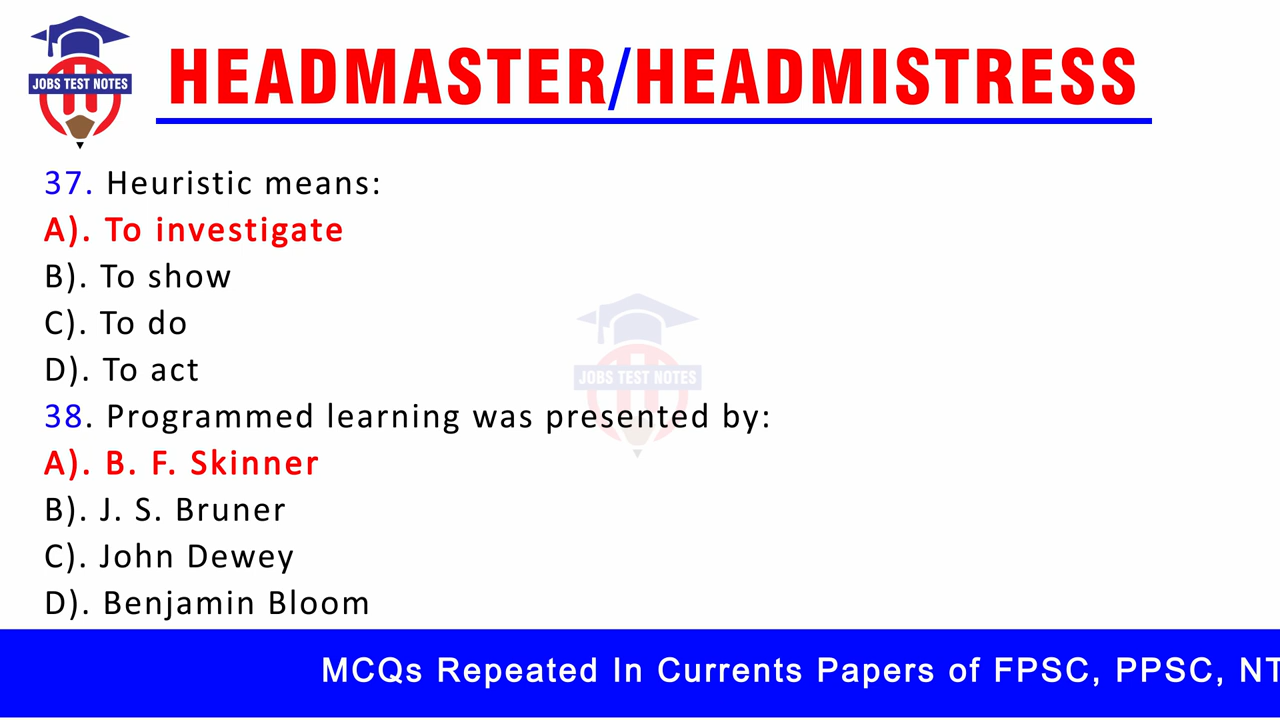 JOBS TEST NOTES
HEADMASTER/HEADMISTRESS
37. Heuristic means:
A). To investigate
B). To show
C). To do
D). To act
JOBS TEST NOTES
38. Programmed learning was presented by:
A). B. F. Skinner
B). J. S. Bruner
C). John Dewey
D). Benjamin Bloom
MCQs Repeated In Currents Papers of FPSC, PPSC, NT